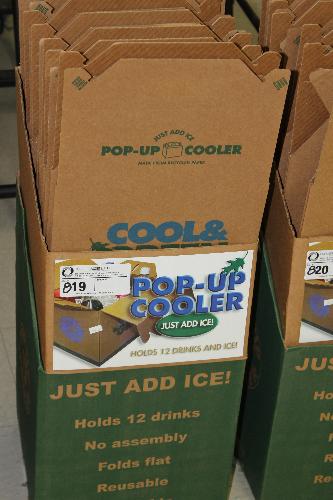 JUST ADD ICE
POP-UP COOLER
MADE FROM RECYCLED PAPER
COOL&
819
POP-UP
COOLER
JUST ADD ICE!
HOLDS 12 DRINKS AND ICE!
JUST ADD ICE!
Holds 12 drinks
No assembly
Folds flat
Reusable
820
JUS
Ho
N
R